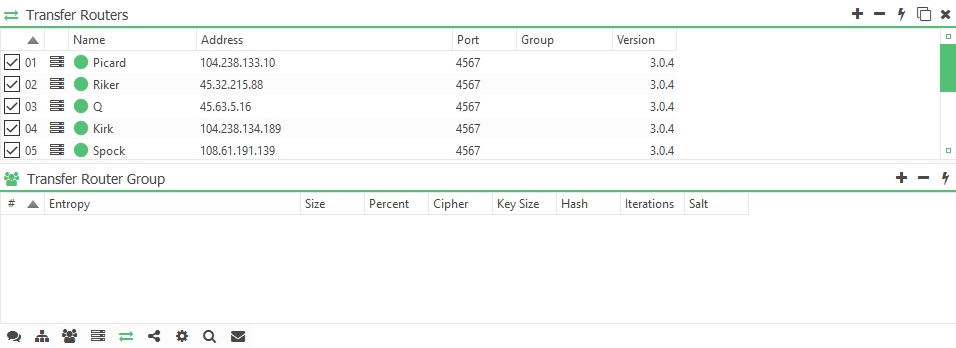 Transfer Routers
Name Address Port Group Version
01 Picard 104.238.133.10 4567 3.0.4
02 Riker 45.32.215.88 4567 3.0.4
03 Q 45.63.5.16 4567 3.0.4
04 Kirk 104.238.134.189 4567 3.0.4
05 Spock 108.61.191.139 4567 3.0.4
Transfer Router Group
# Entropy Size Percent Cipher Key Size Hash Iterations Salt